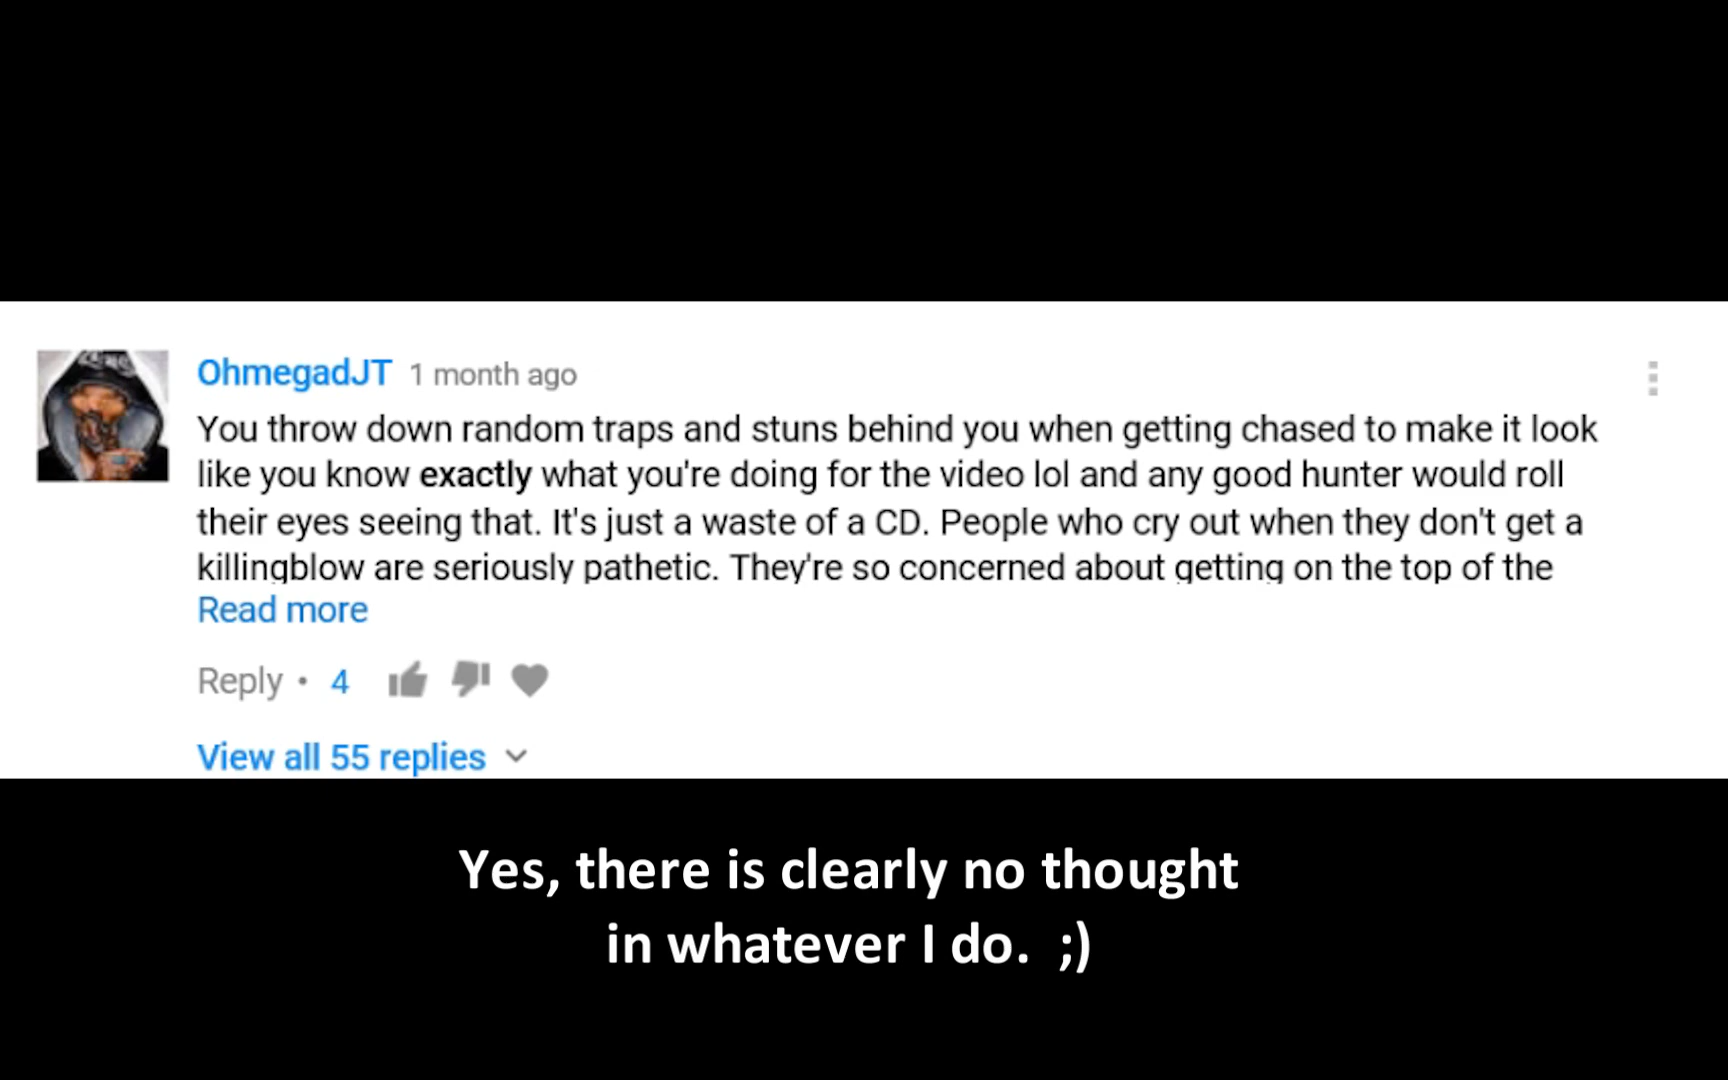 OhmegadJT 1 month ago
You throw down random traps and stuns behind you when getting chased to make it look
like you know exactly what you're doing for the video lol and any good hunter would roll
their eyes seeing that. It's just a waste of a CD. People who cry out when they don't get a
killingblow are seriously pathetic. They're so concerned about getting on the top of the
Read more
Reply • 4
View all 55 replies
Yes, there is clearly no thought
in whatever I do. ;)